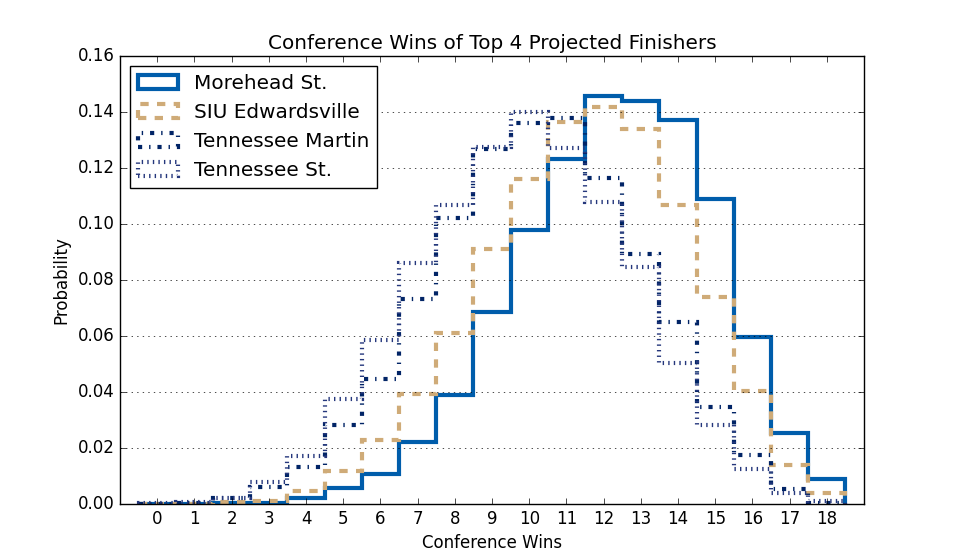 Conference Wins of Top 4 Projected Finishers
0.16
0.14
0.12
0.10
0.08
0.06
0.04
0.02
0.00
Probability
Morehead St.
SIU Edwardsville
Tennessee Martin
Tennessee St.
0 1 2 3 4 5 6 7 8 9 10 11 12 13 14 15 16 17 18
Conference Wins